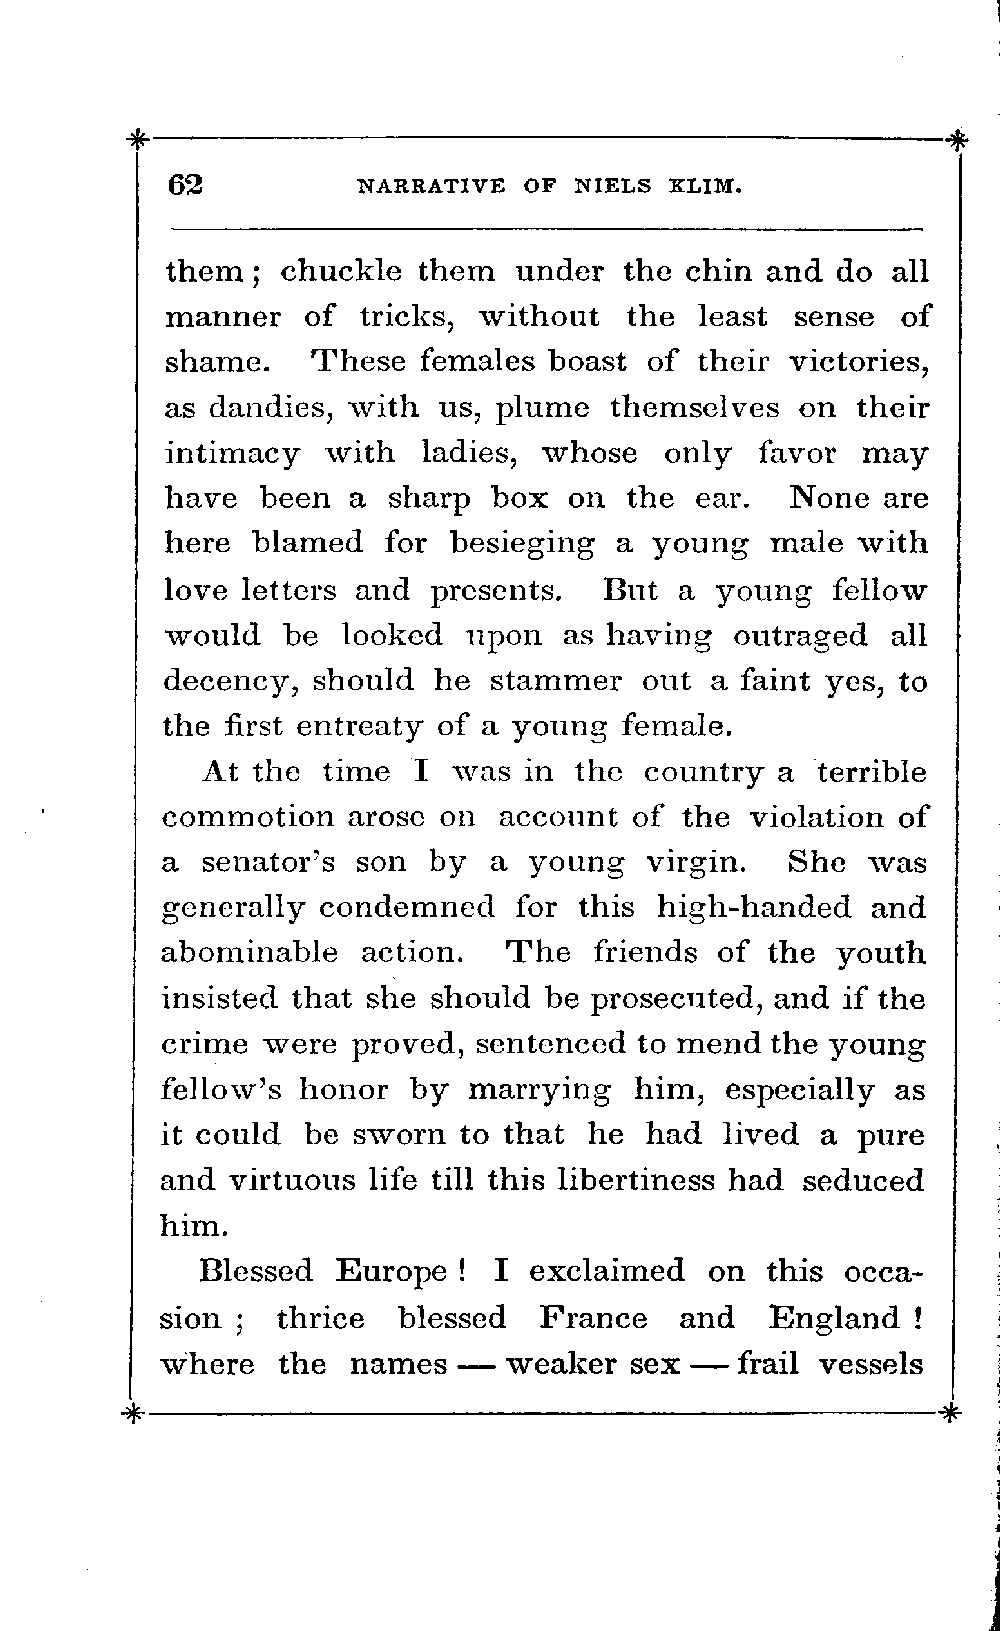 62 NARRATIVE OF NIELS KLIM.
them; chuckle them under the chin and do all
manner of tricks, without the least sense of
shame. These females boast of their victories,
as dandies, with us, plume themselves on their
intimacy with ladies, whose only favor may
have been a sharp box on the ear. None are
here blamed for besieging a young male with
love letters and presents. But a young fellow
would be looked upon as having outraged all
decency, should he stammer out a faint yes, to
the first entreaty of a young female.
At the time I was in the country a terrible
commotion arose on account of the violation of
a senator's son by a young virgin. She was
generally condemned for this high-handed and
abominable action. The friends of the youth
insisted that she should be prosecuted, and if the
crime were proved, sentenced to mend the young
fellow's honor by marrying him, especially as
it could be sworn to that he had lived a pure
and virtuous life till this libertiness had seduced
him.
Blessed Europe! I exclaimed on this occa-
sion; thrice blessed France and England!
where the names — weaker sex — frail vessels